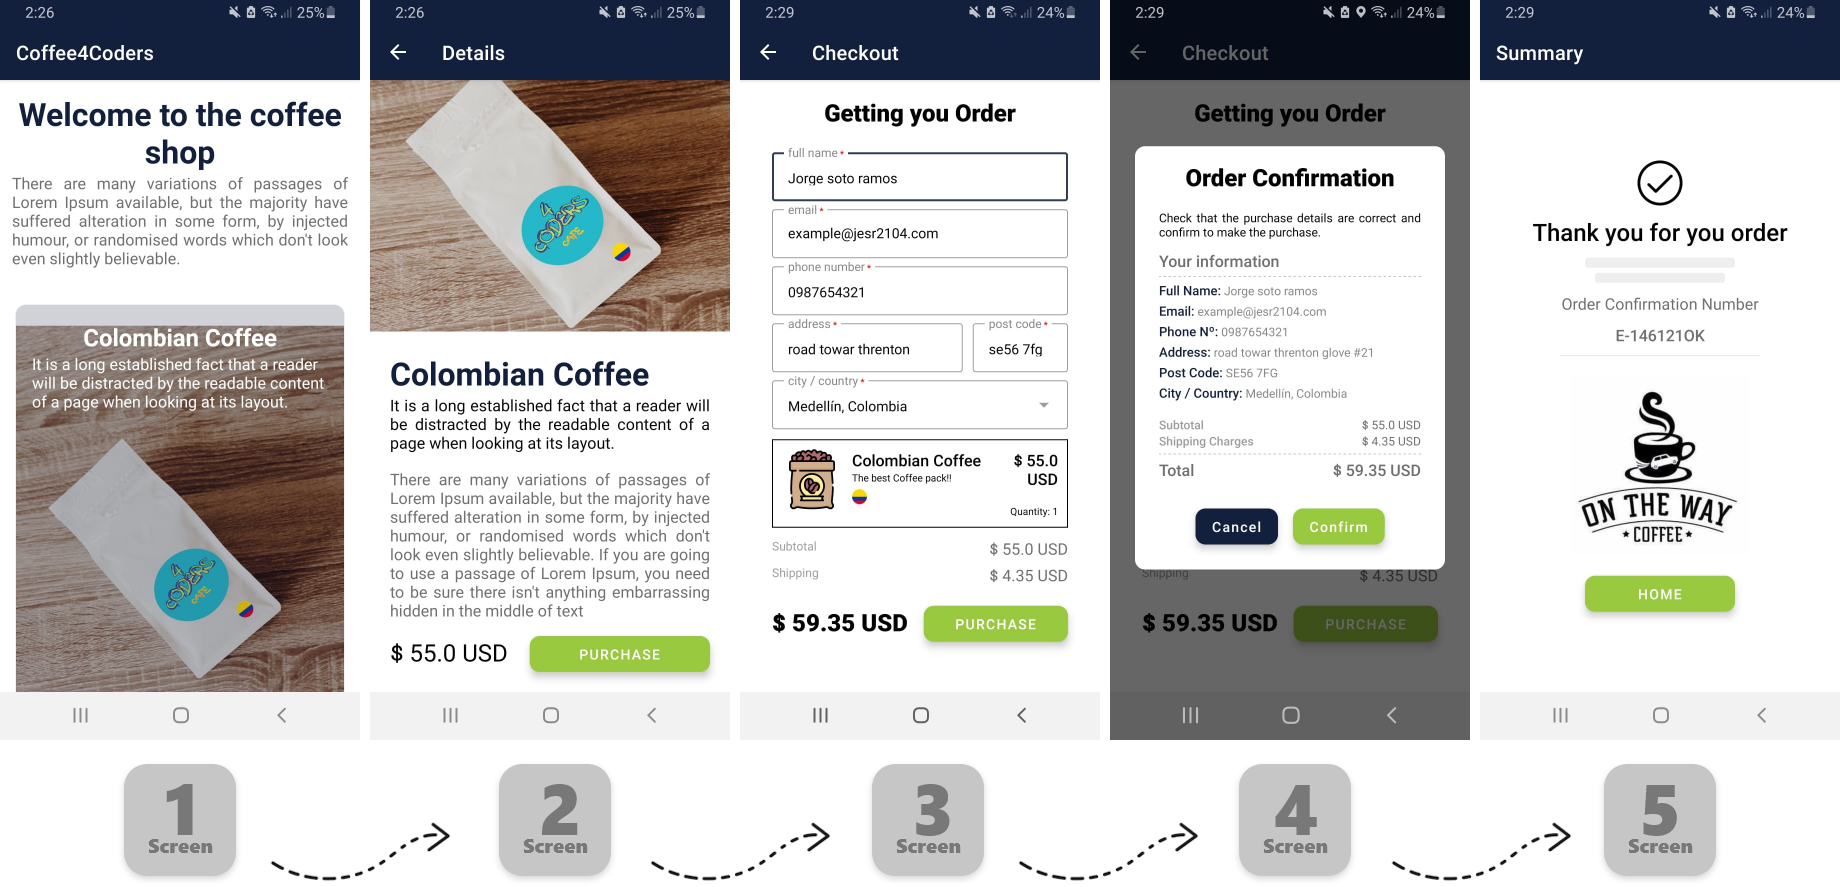 2:26
25%
Coffee4Coders
Welcome to the coffee
shop
There are many variations of passages of
Lorem Ipsum available, but the majority have
suffered alteration in some form, by injected
humour, or randomised words which don't look
even slightly believable.
Colombian Coffee
It is a long established fact that a reader
will be distracted by the readable content
of a page when looking at its layout.
4
CODERS
CAFE
2:26
25%
Details
4
CODERS
CAFE
Colombian Coffee
It is a long established fact that a reader will
be distracted by the readable content of a
page when looking at its layout.
There are many variations of passages of
Lorem Ipsum available, but the majority have
suffered alteration in some form, by injected
humour, or randomised words which don't
look even slightly believable. If you are going
to use a passage of Lorem Ipsum, you need
to be sure there isn't anything embarrassing
hidden in the middle of text
$ 55.0 USD
PURCHASE
2:29
24%
Checkout
Getting you Order
full name *
Jorge soto ramos
email *
example@jesr2104.com
phone number *
0987654321
address *
road towar threnton
post code *
se56 7fg
city / country *
Medellín, Colombia
Colombian Coffee
$ 55.0
USD
The best Coffee pack!!
Quantity: 1
Subtotal
$ 55.0 USD
Shipping
$ 4.35 USD
$ 59.35 USD
PURCHASE
2:29
24%
Checkout
Getting you Order
Order Confirmation
Check that the purchase details are correct and
confirm to make the purchase.
Your information
Full Name: Jorge soto ramos
Email: example@jesr2104.com
Phone Nº: 0987654321
Address: road towar threnton glove #21
Post Code: SE56 7FG
City / Country: Medellín, Colombia
Subtotal
$ 55.0 USD
Shipping Charges
$ 4.35 USD
Total
$ 59.35 USD
Cancel
Confirm
Shipping
$ 4.35 USD
$ 59.35 USD
PURCHASE
2:29
24%
Summary
Thank you for you order
Order Confirmation Number
E-146121OK
ON THE WAY
COFFEE
HOME
1
Screen
2
Screen
3
Screen
4
Screen
5
Screen